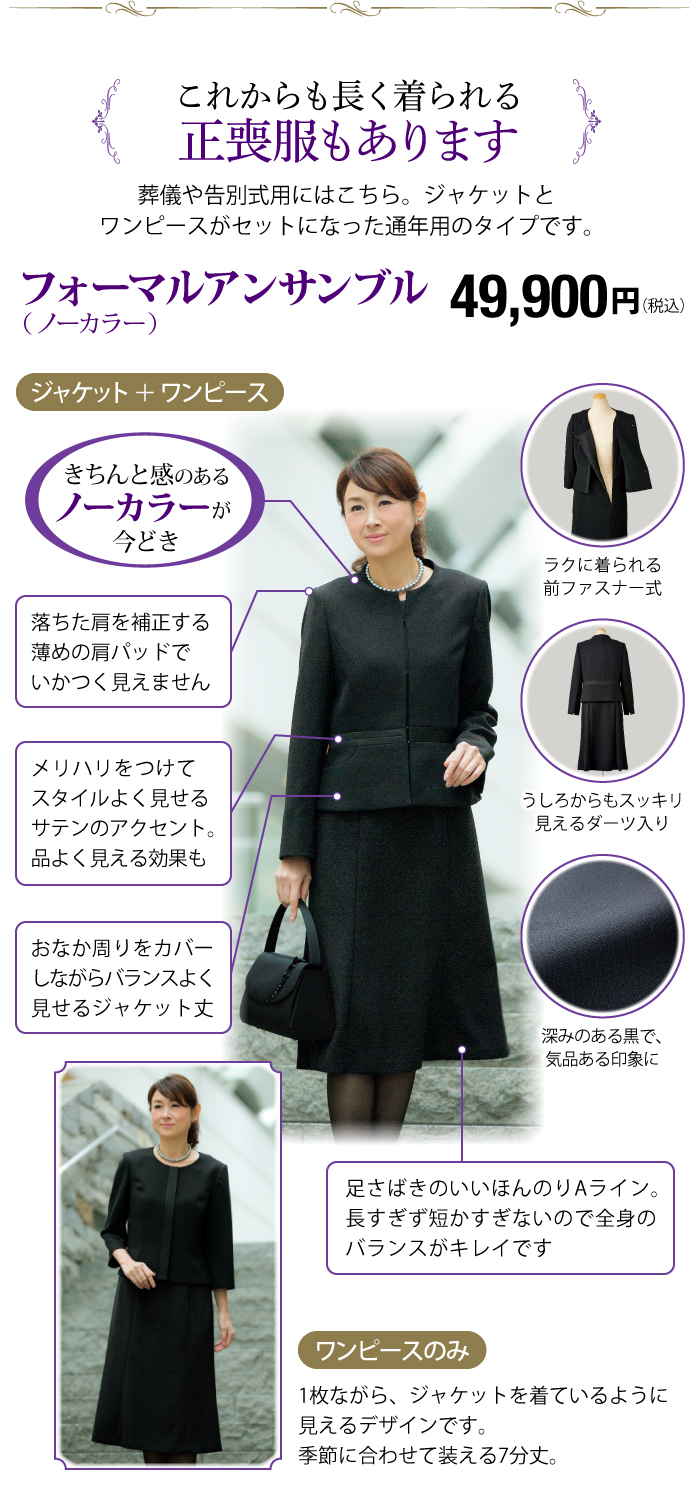 これからも長く着られる
正喪服もあります
葬儀や告別式用にはこちら。ジャケットと
ワンピースがセットになった通年用のタイプです。
フォーマルアンサンブル
（ノーカラー）
49,900円（税込）
ジャケット＋ワンピース
きちんと感のある
ノーカラーが
今どき
ラクに着られる
前ファスナー式
落ちた肩を補正する
薄めの肩パッドで
いかつく見えません
メリハリをつけて
スタイルよく見せる
サテンのアクセント。
品よく見える効果も
うしろからもスッキリ
見えるダーツ入り
おなか周りをカバー
しながらバランスよく
見せるジャケット丈
深みのある黒で、
気品ある印象に
足さばきのいいほんのりAライン。
長すぎず短かすぎないので全身の
バランスがキレイです
ワンピースのみ
1枚ながら、ジャケットを着ているように
見えるデザインです。
季節に合わせて装える7分丈。